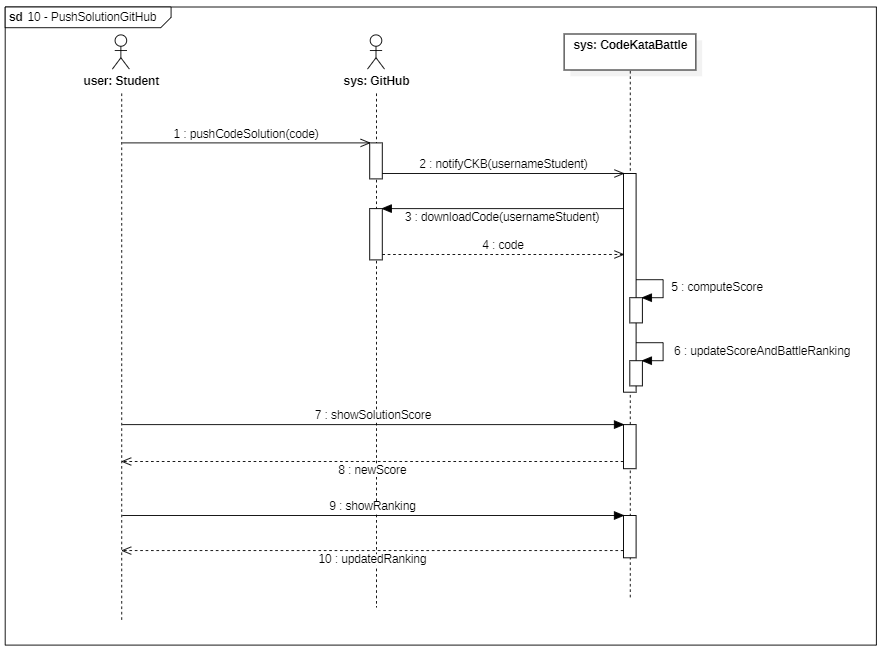 sd 10 - PushSolutionGitHub
user: Student
sys: GitHub
sys: CodeKataBattle
1 : pushCodeSolution(code)
2 : notifyCKB(usernameStudent)
3 : downloadCode(usernameStudent)
4 : code
5 : computeScore
6 : updateScoreAndBattleRanking
7 : showSolutionScore
8 : newScore
9 : showRanking
10 : updatedRanking